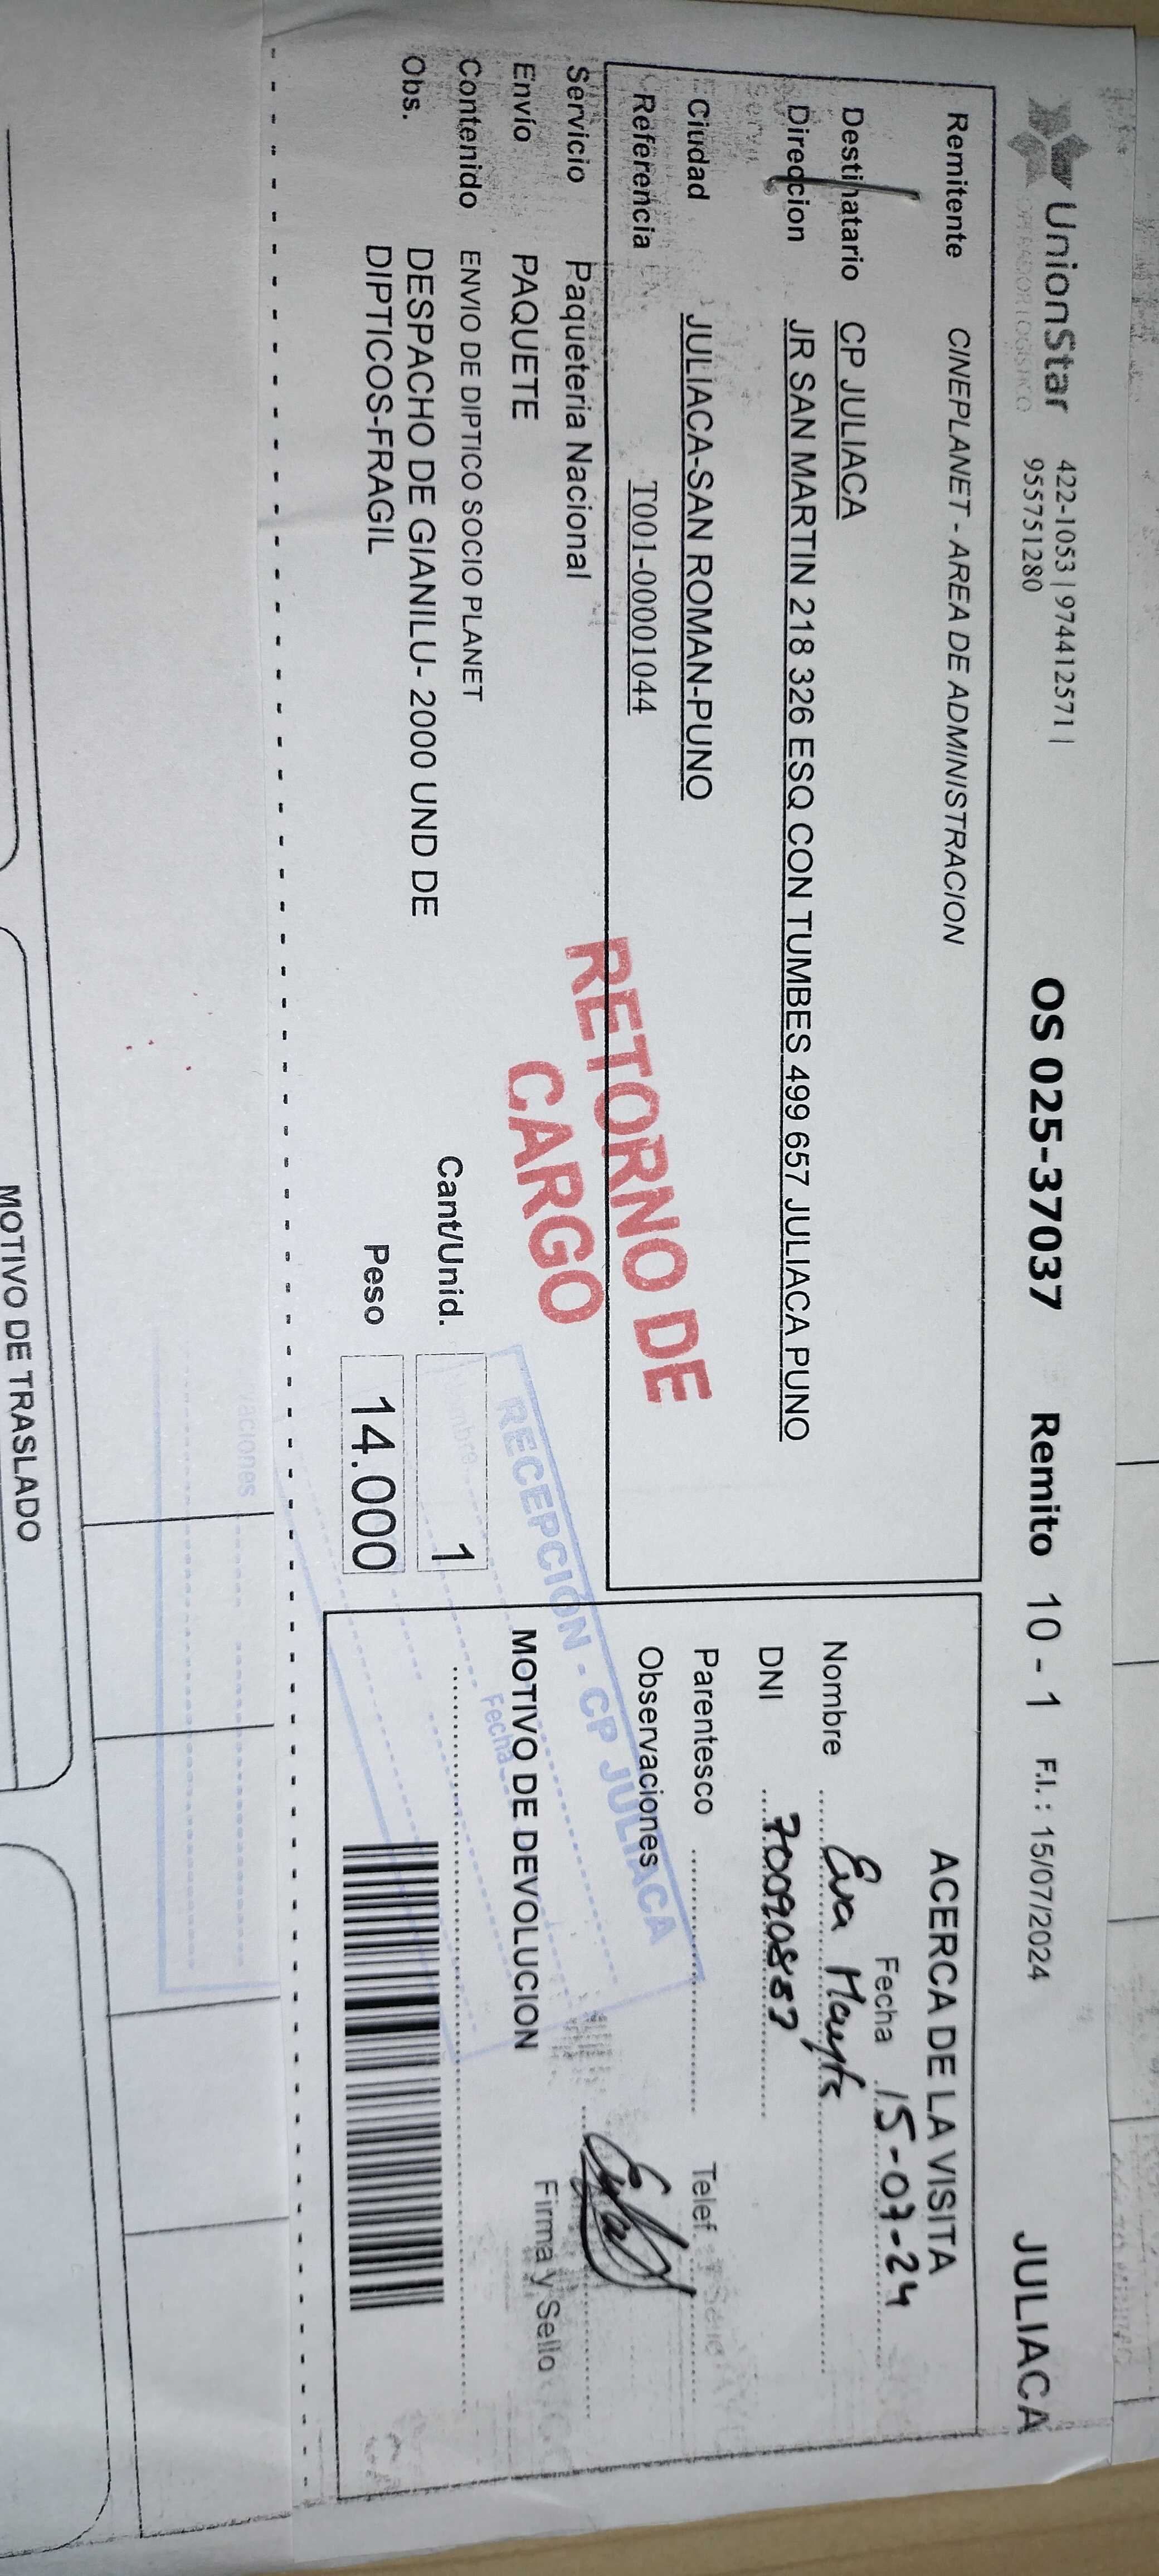 UnionStar
OPERADOR LOGISTICO
422-1053 | 974412571 |
955751280
OS 025-37037 Remito 10 - 1 F.I. : 15/07/2024 JULIACA
Remitente CINEPLANET - AREA DE ADMINISTRACION
Destinatario CP JULIACA
Direccion JR SAN MARTIN 218 326 ESQ CON TUMBES 499 657 JULIACA PUNO
Ciudad JULIACA-SAN ROMAN-PUNO
Referencia T001-00001044
Servicio Paqueteria Nacional
Envío PAQUETE
Contenido ENVIO DE DIPTICO SOCIO PLANET
Obs. DESPACHO DE GIANILU- 2000 UND DE
DIPTICOS-FRAGIL
RETORNO DE
CARGO
Cant/Unid. 1
Peso 14.000
ACERCA DE LA VISITA
Fecha 15-07-24
Nombre Eva
DNI 70090887
Parentesco Telef
Observaciones
Firma y Sello
MOTIVO DE DEVOLUCION
RECEPCIÓN - CP JULIACA
Fecha
MOTIVO DE TRASLADO